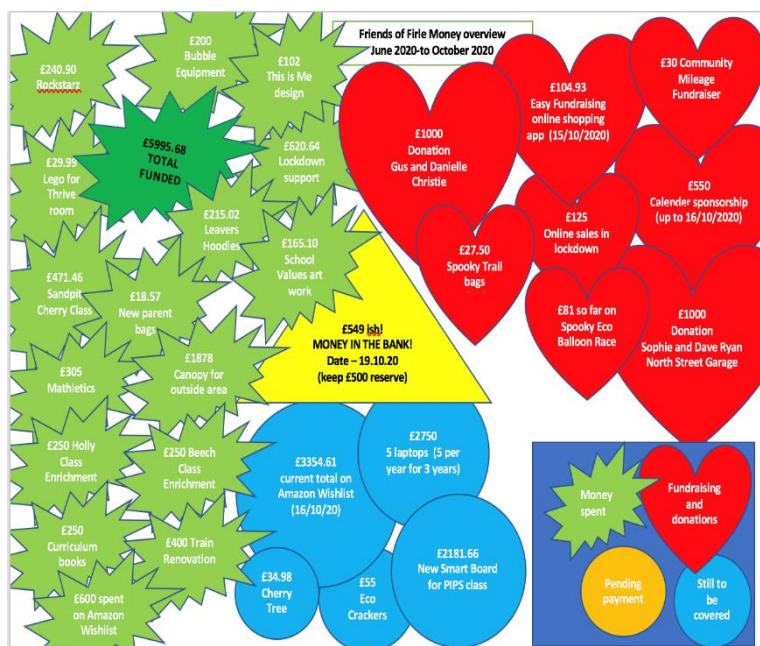 Friends of Firle Money overview
June 2020-to October 2020
£240.90
Rockstarz
£200
Bubble
Equipment
£102
This is Me
design
£5995.68
TOTAL
FUNDED
£29.99
Lego for
Thrive
room
£620.64
Lockdown
support
£215.02
Leavers
Hoodies
£165.10
School
Values art
work
£471.46
Sandpit
Cherry Class
£18.57
New parent
bags
£305
Mathletics
£1878
Canopy for
outside area
£250 Holly
Class
Enrichment
£250 Beech
Class
Enrichment
£250
Curriculum
books
£400 Train
Renovation
£600 spent
on Amazon
Wishlist
£549 ish!
MONEY IN THE BANK!
Date – 19.10.20
(keep £500 reserve)
£1000
Donation
Gus and Danielle
Christie
£104.93
Easy Fundraising
online shopping
app (15/10/2020)
£30 Community
Mileage
Fundraiser
£27.50
Spooky Trail
bags
£125
Online sales in
lockdown
£550
Calender sponsorship
(up to 16/10/2020)
£81 so far on
Spooky Eco
Balloon Race
£1000
Donation
Sophie and Dave Ryan
North Street Garage
£3354.61
current total on
Amazon Wishlist
(16/10/20)
£2750
5 laptops (5 per
year for 3 years)
£34.98
Cherry
Tree
£55
Eco
Crackers
£2181.66
New Smart Board
for PIPS class
Money
spent
Fundraising
and
donations
Pending
payment
Still to
be
covered